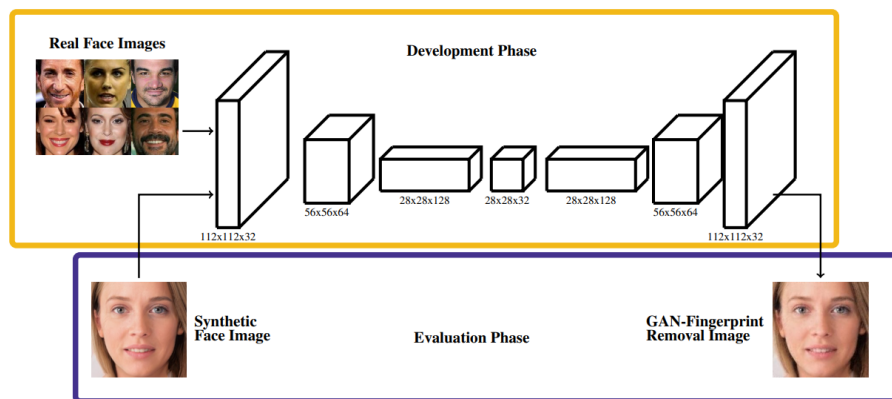 Real Face Images
Development Phase
112x112x32
56x56x64
28x28x128
28x28x32
28x28x128
56x56x64
112x112x32
Synthetic
Face Image
Evaluation Phase
GAN-Fingerprint
Removal Image